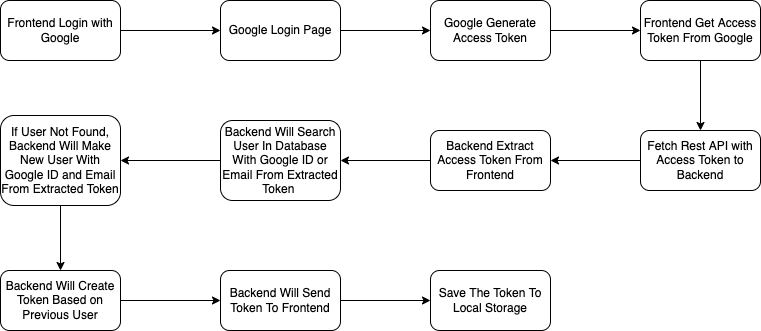 Frontend Login with
Google
Google Login Page
Google Generate
Access Token
Frontend Get Access
Token From Google
Fetch Rest API with
Access Token to
Backend
Backend Extract
Access Token From
Frontend
Backend Will Search
User In Database
With Google ID or
Email From Extracted
Token
If User Not Found,
Backend Will Make
New User With
Google ID and Email
From Extracted Token
Backend Will Create
Token Based on
Previous User
Backend Will Send
Token To Frontend
Save The Token To
Local Storage